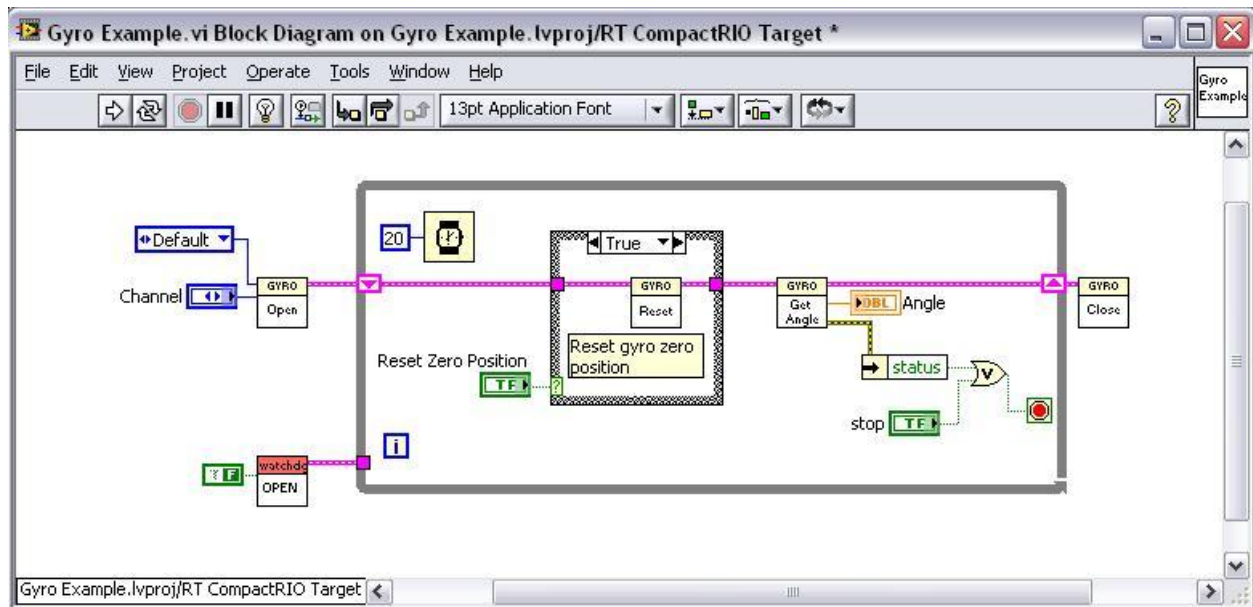 Gyro Example.vi Block Diagram on Gyro Example.lvproj/RT CompactRIO Target *
File Edit View Project Operate Tools Window Help
13pt Application Font
Gyro
Example
20
True
Default
Channel
GYRO
Open
GYRO
Reset
GYRO
Get
Angle
DBL Angle
GYRO
Close
Reset gyro zero
position
Reset Zero Position
TF
?
status
V
stop TF
i
F
watchdo
OPEN
Gyro Example.lvproj/RT CompactRIO Target